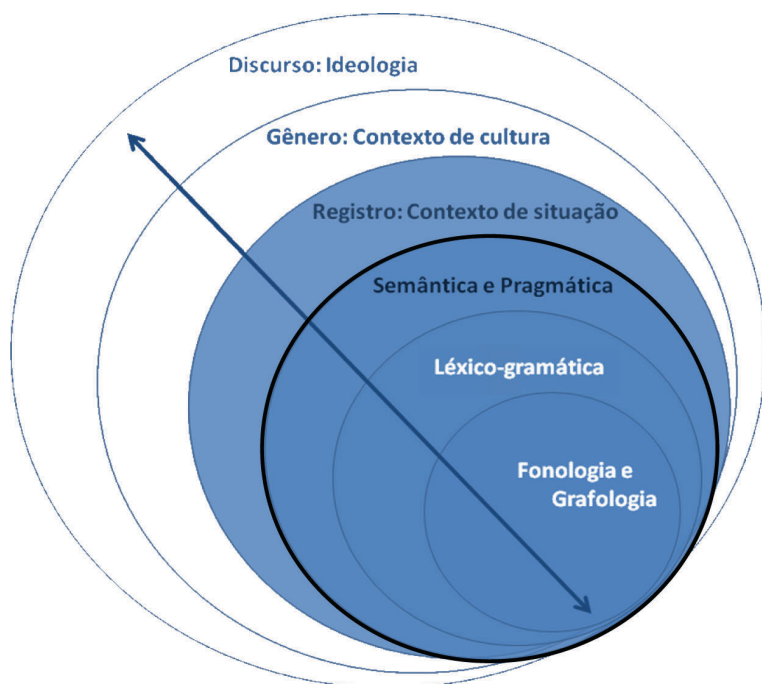 Discurso: Ideologia
Gênero: Contexto de cultura
Registro: Contexto de situação
Semântica e Pragmática
Léxico-gramática
Fonologia e
Grafologia